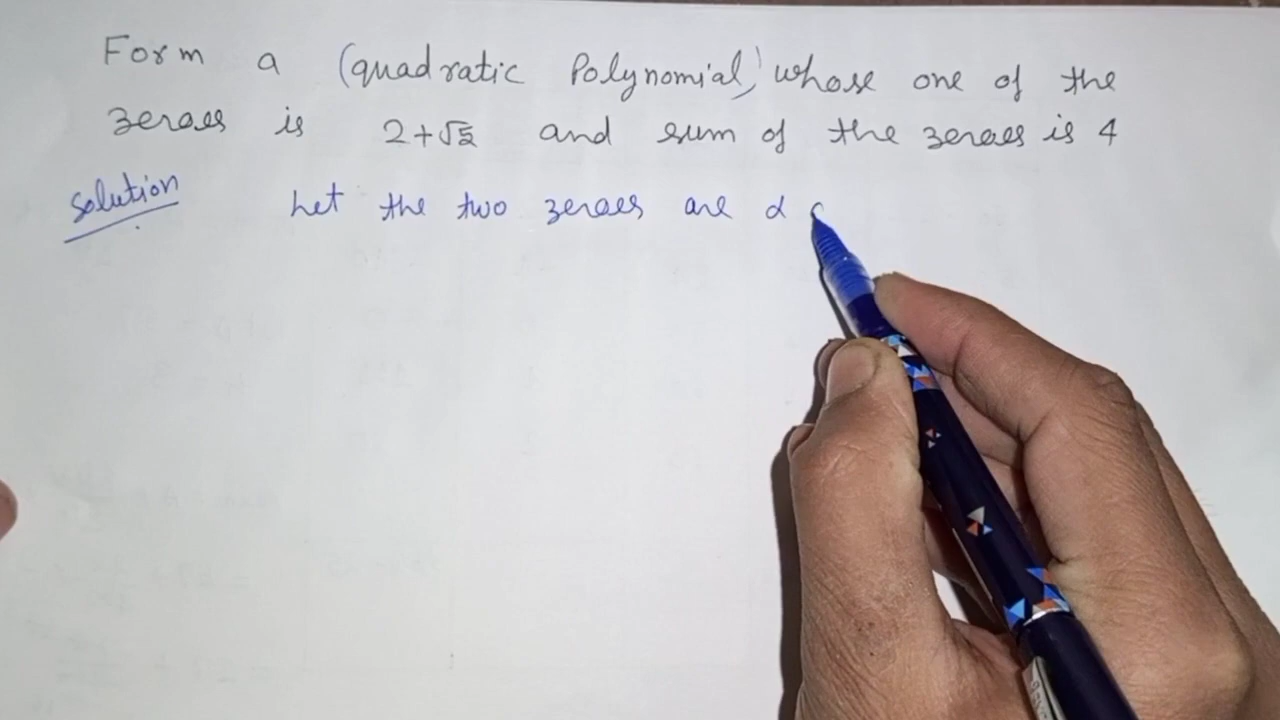 Form a (quadratic Polynomial) whose one of the
zeroes is 2+√5 and sum of the zeroes is 4
Solution Let the two zeroes are α